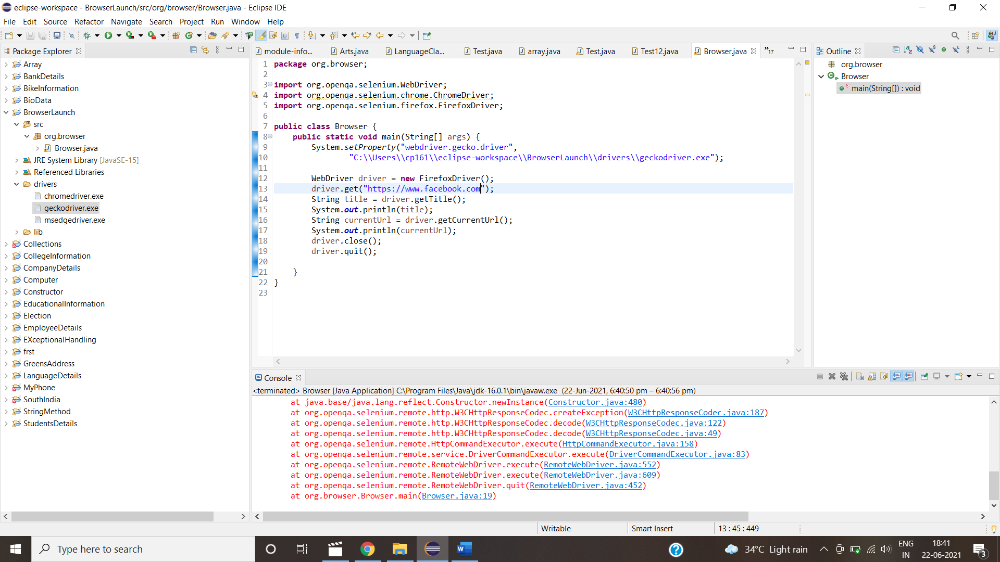 eclipse-workspace - BrowserLaunch/src/org/browser/Browser.java - Eclipse IDE
File Edit Source Refactor Navigate Search Project Run Window Help
Package Explorer
Array
BankDetails
BikeInformation
BioData
BrowserLaunch
src
org.browser
Browser.java
JRE System Library [JavaSE-15]
Referenced Libraries
drivers
chromedriver.exe
geckodriver.exe
msedgedriver.exe
lib
Collections
CollegeInformation
CompanyDetails
Computer
Constructor
EducationalInformation
Election
EmployeeDetails
EXceptionalHandling
frst
GreensAddress
LanguageDetails
MyPhone
SouthIndia
StringMethod
StudentsDetails
module-info... Arts.java LanguageCla... Test.java array.java Test.java Test12.java Browser.java 17
1 package org.browser;
2
3 import org.openqa.selenium.WebDriver;
4 import org.openqa.selenium.chrome.ChromeDriver;
5 import org.openqa.selenium.firefox.FirefoxDriver;
6
7 public class Browser {
8 public static void main(String[] args) {
9 System.setProperty("webdriver.gecko.driver",
10 "C:\\Users\\cp161\\eclipse-workspace\\BrowserLaunch\\drivers\\geckodriver.exe");
11
12 WebDriver driver = new FirefoxDriver();
13 driver.get("https://www.facebook.com");
14 String title = driver.getTitle();
15 System.out.println(title);
16 String currentUrl = driver.getCurrentUrl();
17 System.out.println(currentUrl);
18 driver.close();
19 driver.quit();
20
21 }
22 }
23
Outline
org.browser
Browser
main(String[]) : void
Console
<terminated> Browser [Java Application] C:\Program Files\Java\jdk-16.0.1\bin\javaw.exe (22-Jun-2021, 6:40:50 pm – 6:40:56 pm)
at java.base/java.lang.reflect.Constructor.newInstance(Constructor.java:480)
at org.openqa.selenium.remote.http.W3CHttpResponseCodec.createException(W3CHttpResponseCodec.java:187)
at org.openqa.selenium.remote.http.W3CHttpResponseCodec.decode(W3CHttpResponseCodec.java:122)
at org.openqa.selenium.remote.http.W3CHttpResponseCodec.decode(W3CHttpResponseCodec.java:49)
at org.openqa.selenium.remote.HttpCommandExecutor.execute(HttpCommandExecutor.java:158)
at org.openqa.selenium.remote.service.DriverCommandExecutor.execute(DriverCommandExecutor.java:83)
at org.openqa.selenium.remote.RemoteWebDriver.execute(RemoteWebDriver.java:552)
at org.openqa.selenium.remote.RemoteWebDriver.execute(RemoteWebDriver.java:609)
at org.openqa.selenium.remote.RemoteWebDriver.quit(RemoteWebDriver.java:452)
at org.browser.Browser.main(Browser.java:19)
Writable Smart Insert 13 : 45 : 449
Type here to search
34°C Light rain
ENG
IN
18:41
22-06-2021
3